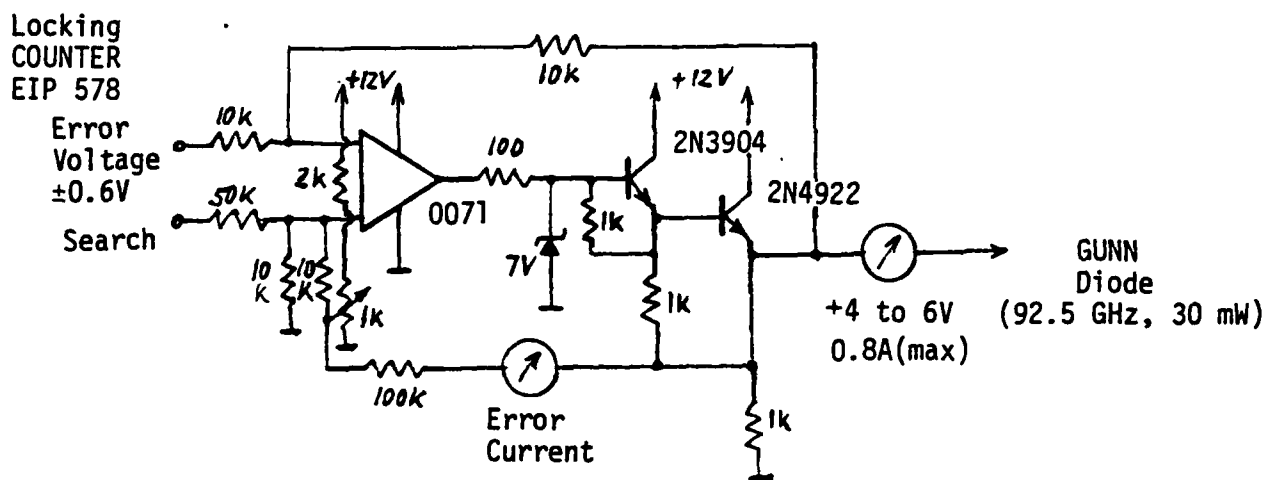 Locking
COUNTER
EIP 578
Error
Voltage
±0.6V
Search
10k
50k
10
k
10
k
+12V
2k
1k
10k
0071
100
7V
1k
+12V
2N3904
2N4922
1k
100k
Error
Current
1k
+4 to 6V
0.8A(max)
GUNN
Diode
(92.5 GHz, 30 mW)